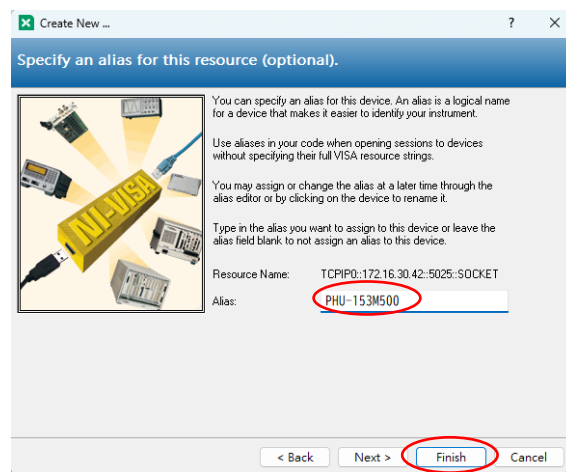 Create New ...
?
Specify an alias for this resource (optional).
You can specify an alias for this device. An alias is a logical name
for a device that makes it easier to identify your instrument.
Use aliases in your code when opening sessions to devices
without specifying their full VISA resource strings.
You may assign or change the alias at a later time through the
alias editor or by clicking on the device to rename it.
Type in the alias you want to assign to this device or leave the
alias field blank to not assign an alias to this device.
NI-VISA
Resource Name: TCPIP0::172.16.30.42::5025::SOCKET
Alias: PHU-153M500
< Back Next > Finish Cancel